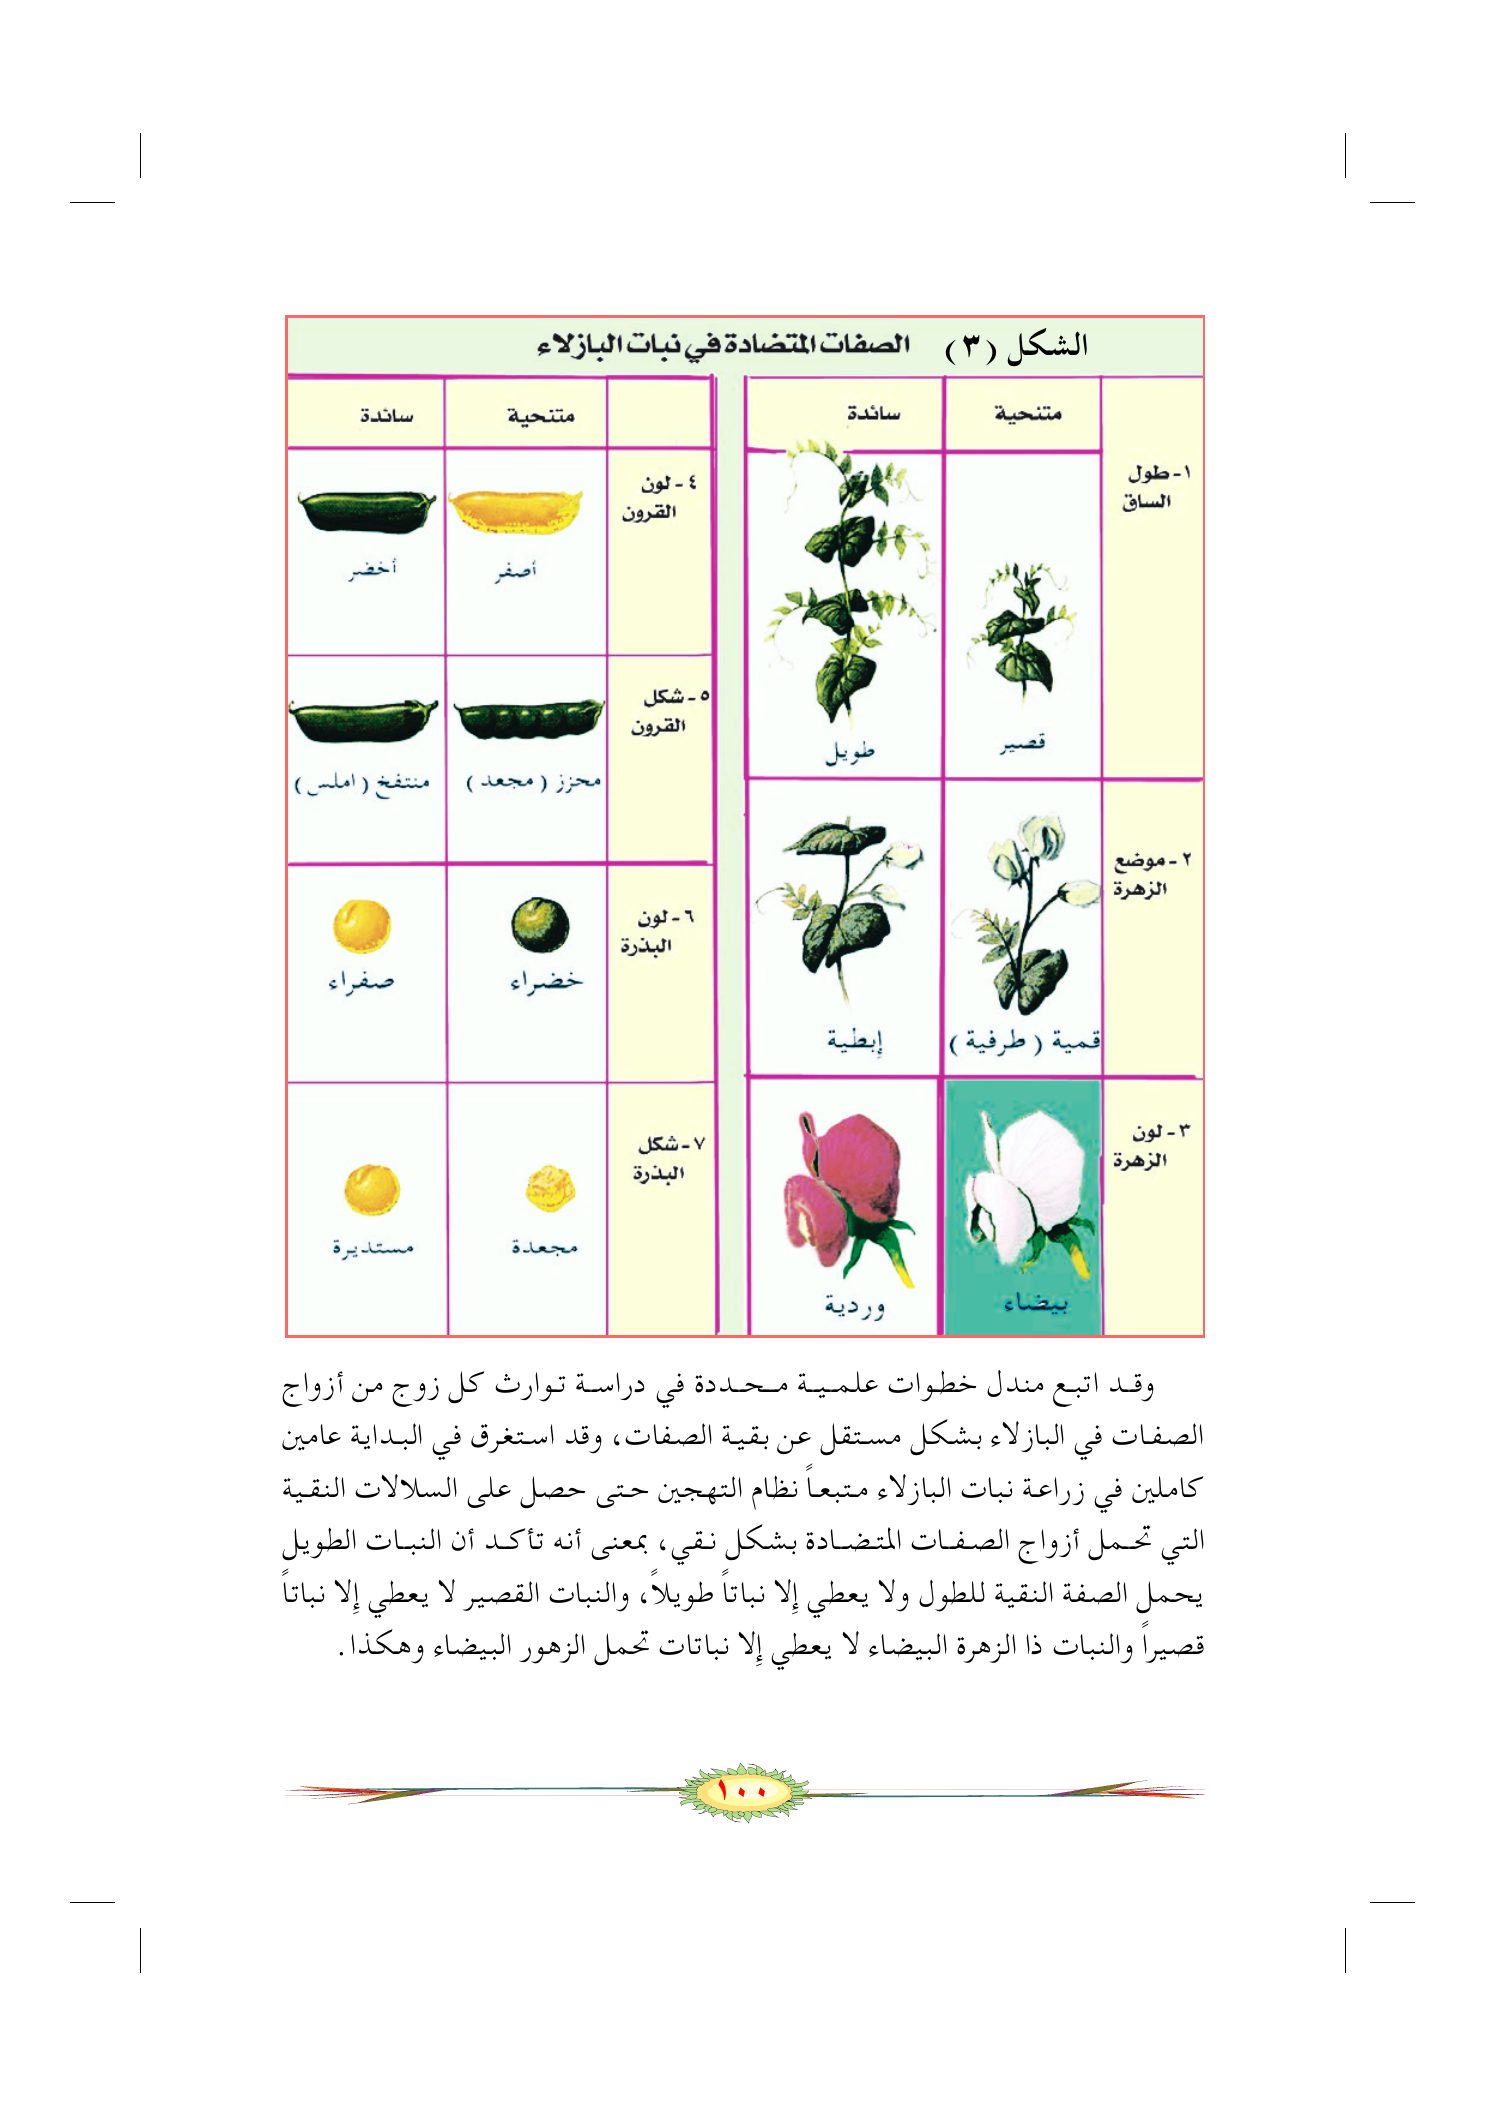 الشكل (٣) الصفات المتضادة في نبات البازلاء
متنحية سائدة
١- طول
الساق
قصير طويل
٢- موضع
الزهرة
قمية (طرفية) إبطية
٣- لون
الزهرة
بيضاء وردية
متنحية سائدة
٤- لون
القرون
أصفر أخضر
٥- شكل
القرون
محزز (مجعد) منتفخ (املس)
٦- لون
البذرة
خضراء صفراء
٧- شكل
البذرة
مجعدة مستديرة
وقد اتبع مندل خطوات علمية محددة في دراسة توارث كل زوج من أزواج
الصفات في البازلاء بشكل مستقل عن بقية الصفات، وقد استغرق في البداية عامين
كاملين في زراعة نبات البازلاء متبعاً نظام التهجين حتى حصل على السلالات النقية
التي تحمل أزواج الصفات المتضادة بشكل نقي، بمعنى أنه تأكد أن النبات الطويل
يحمل الصفة النقية للطول ولا يعطي إلا نباتاً طويلاً، والنبات القصير لا يعطي إلا نباتاً
قصيراً والنبات ذا الزهرة البيضاء لا يعطي إلا نباتات تحمل الزهور البيضاء وهكذا.
١٠٠